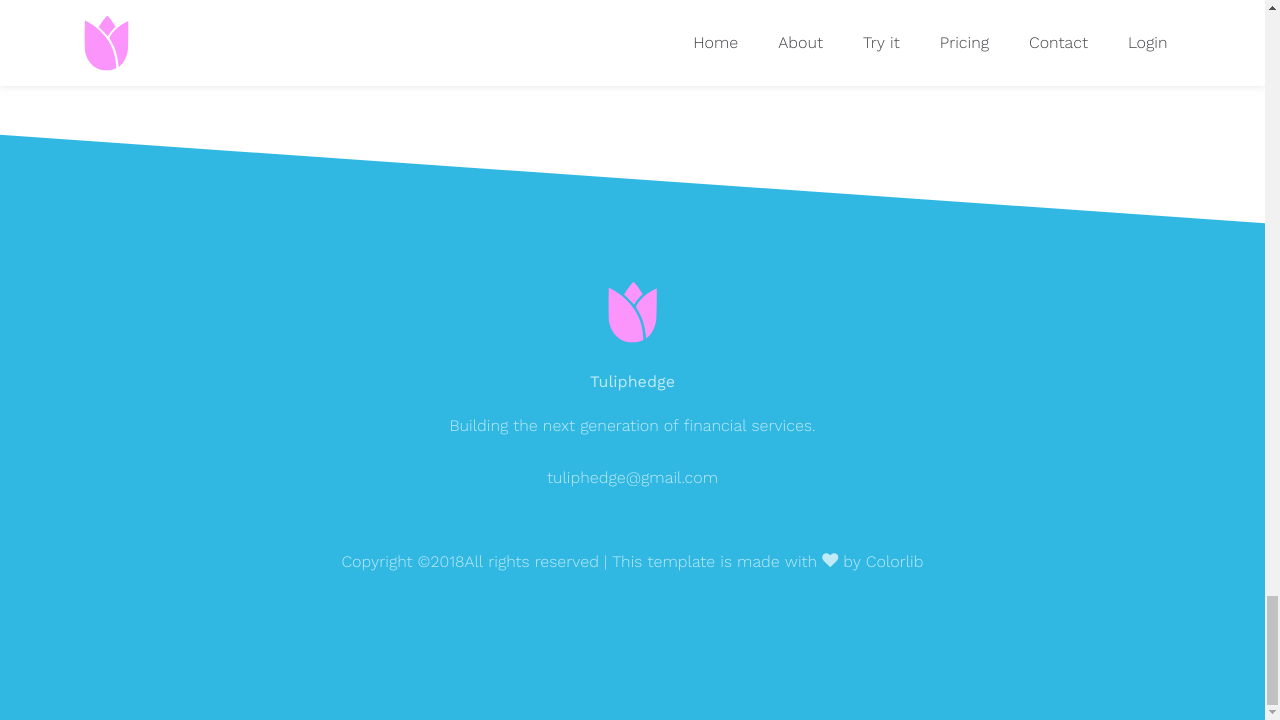 Home About Try it Pricing Contact Login
Tuliphedge
Building the next generation of financial services.
tuliphedge@gmail.com
Copyright ©2018All rights reserved | This template is made with ♥ by Colorlib